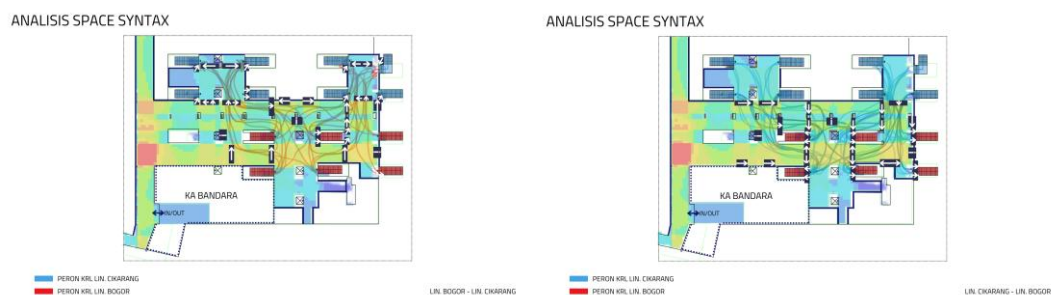 ANALISIS SPACE SYNTAX
KA BANDARA
IN/OUT
PERON KRL LIN. CIKARANG
PERON KRL LIN. BOGOR
LIN. BOGOR - LIN. CIKARANG
ANALISIS SPACE SYNTAX
KA BANDARA
IN/OUT
PERON KRL LIN. CIKARANG
PERON KRL LIN. BOGOR
LIN. CIKARANG - LIN. BOGOR